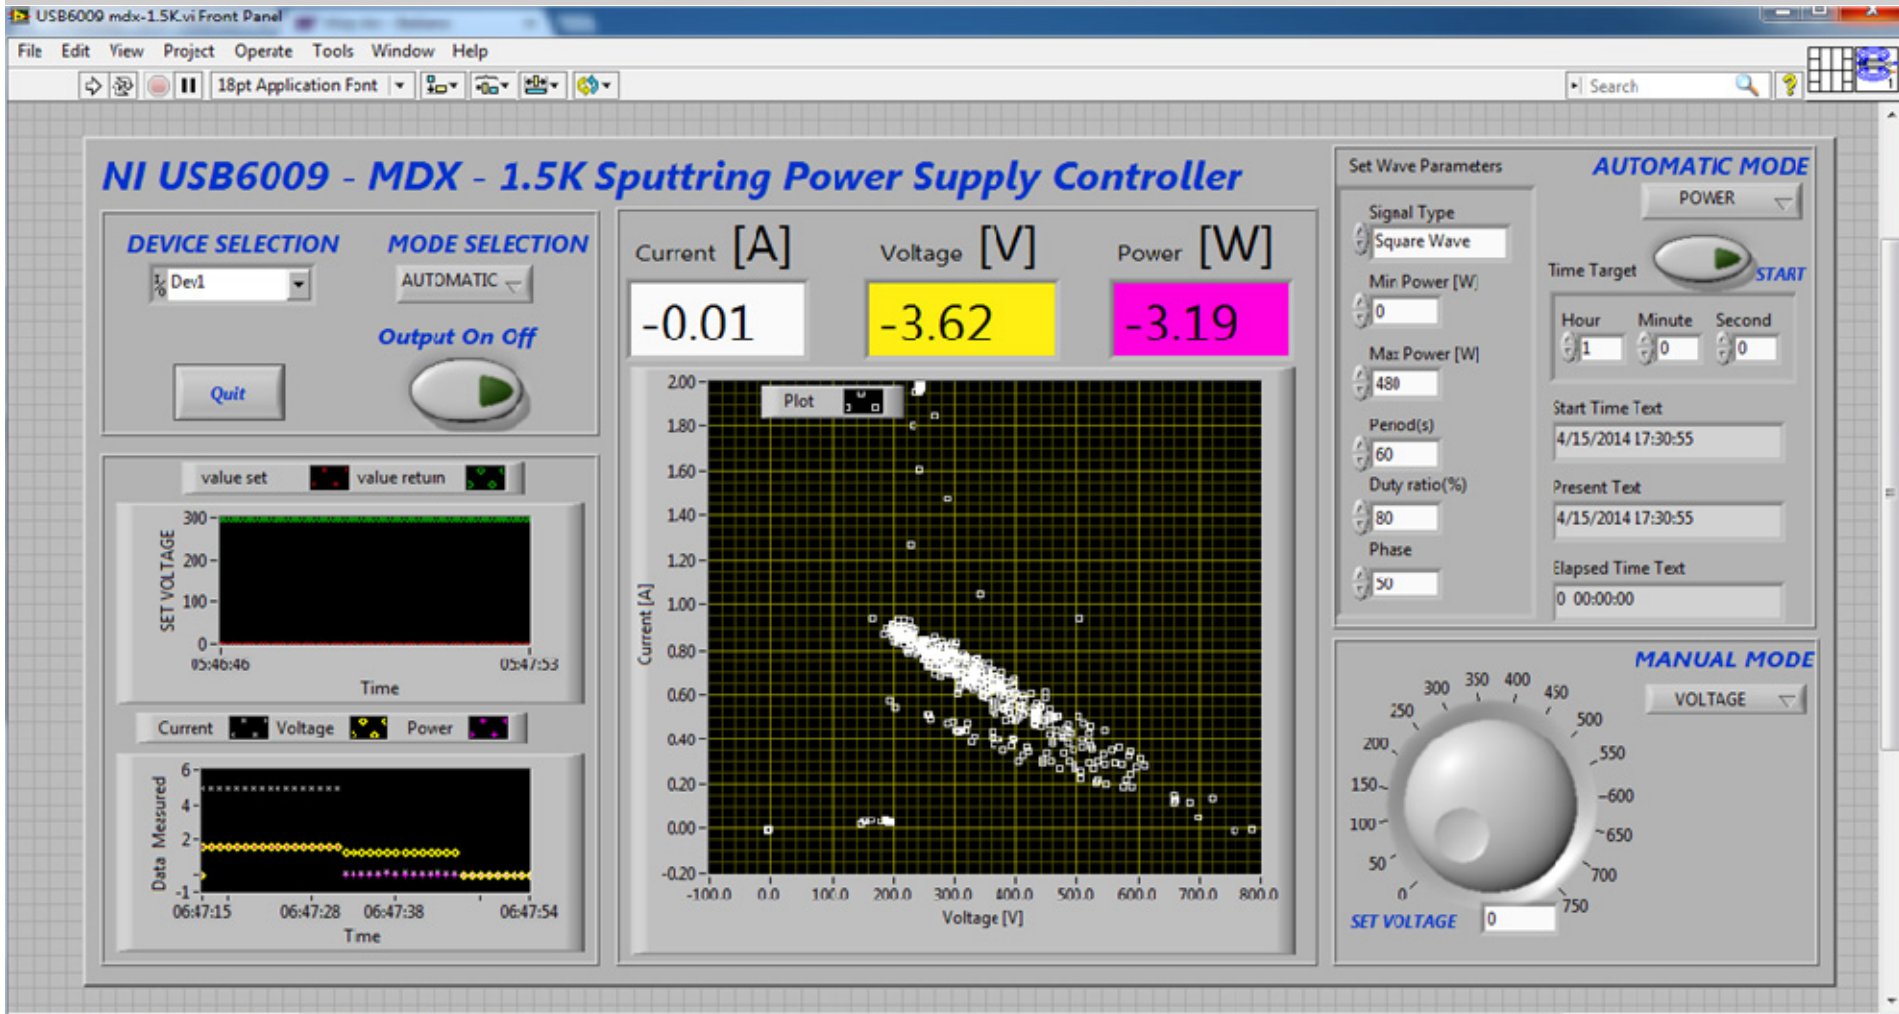 USB6009 mdx-1.5K.vi Front Panel
File Edit View Project Operate Tools Window Help
18pt Application Font
Search
NI USB6009 - MDX - 1.5K Sputtring Power Supply Controller
DEVICE SELECTION
MODE SELECTION
Dev1
AUTOMATIC
Output On Off
Quit
value set
value return
SET VOLTAGE
300
200
100
0
05:46:46 05:47:53
Time
Current Voltage Power
Data Measured
6
4
2
-1
06:47:15 06:47:28 06:47:38 06:47:54
Time
Current [A]
Voltage [V]
Power [W]
-0.01
-3.62
-3.19
Plot
Current [A]
2.00
1.80
1.60
1.40
1.20
1.00
0.80
0.60
0.40
0.20
0.00
-0.20
-100.0 0.0 100.0 200.0 300.0 400.0 500.0 600.0 700.0 800.0
Voltage [V]
Set Wave Parameters
Signal Type
Square Wave
Min Power [W]
0
Max Power [W]
480
Period(s)
60
Duty ratio(%)
80
Phase
50
AUTOMATIC MODE
POWER
START
Time Target
Hour Minute Second
1 0 0
Start Time Text
4/15/2014 17:30:55
Present Text
4/15/2014 17:30:55
Elapsed Time Text
0 00:00:00
MANUAL MODE
VOLTAGE
0
50
100
150
200
250
300
350
400
450
500
550
600
650
700
750
SET VOLTAGE
0